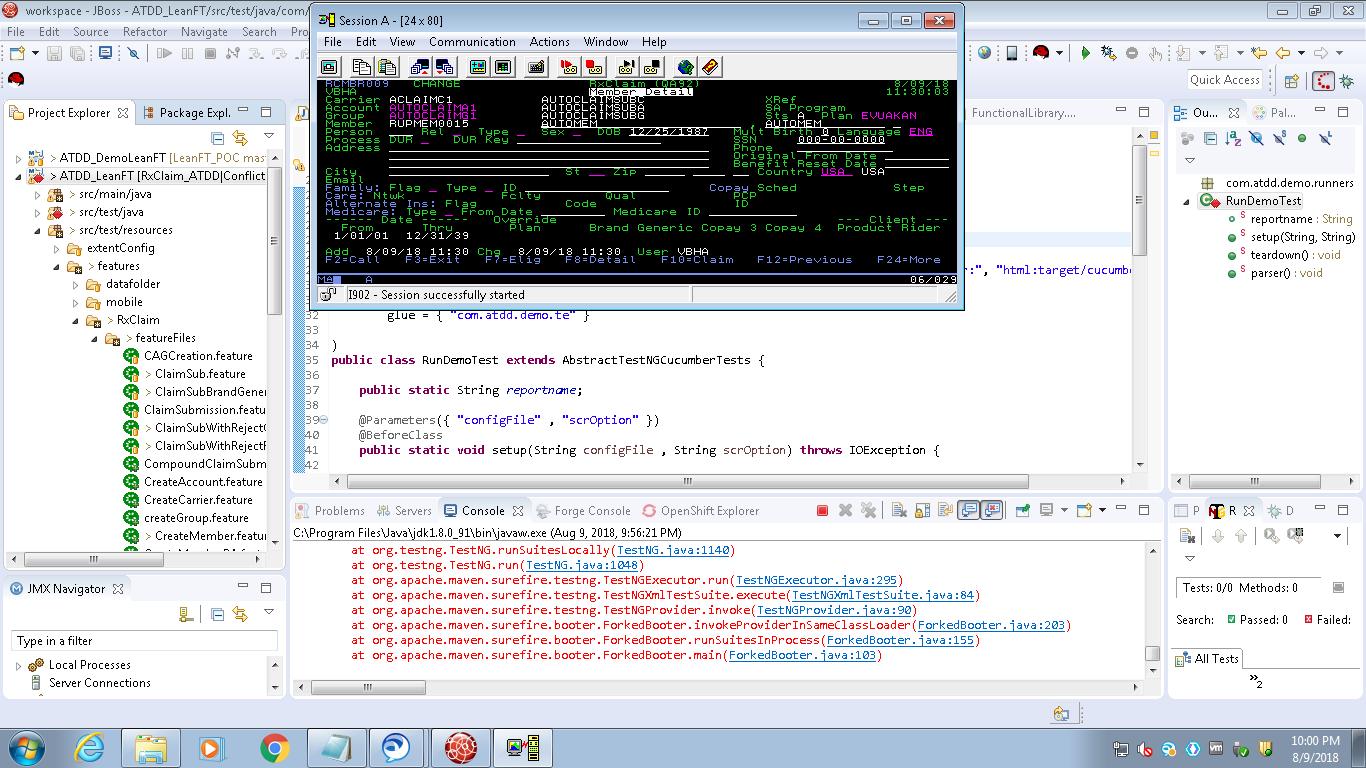 workspace - JBoss - ATDD_LeanFT/src/test/java/com/
File Edit Source Refactor Navigate Search Pro
Quick Access
Session A - [24 x 80]
File Edit View Communication Actions Window Help
RCMBR009 CHANGE RxClaim (QA92) 8/09/18
VBHA Member Detail 11:30:03
Carrier ACLAIMC1 AUTOCLAIMSUBC XRef
Account AUTOCLAIMA1 AUTOCLAIMSUBA SA Program
Group AUTOCLAIMG1 AUTOCLAIMSUBG Sts A Plan EVUAKAN
Member RUPMEM0015 AUTOMEM AUTOMEM
Person Rel Type Sex DOB 12/25/1987 Mult Birth 0 Language ENG
Process DUR DUR Key SSN 000-00-0000
Address Phone
Original From Date
Benefit Reset Date
City St Zip Country USA USA
Email
Family: Flag Type ID Copay Sched Step
Care: Ntwk Fclty Qual PCP
Alternate Ins: Flag Code ID
Medicare: Type From Date Medicare ID
------ Date ------- Override --- Client ---
From Thru Plan Brand Generic Copay 3 Copay 4 Product Rider
1/01/01 12/31/39
Add 8/09/18 11:30 Chg 8/09/18 11:30 User VBHA
F2=Call F3=Exit F7=Elig F8=Detail F10=Claim F12=Previous F24=More
MA A 06/029
I902 - Session successfully started
Project Explorer Package Expl.
> ATDD_DemoLeanFT [LeanFT_POC mas
> ATDD_LeanFT [RxClaim_ATDD|Conflict
> src/main/java
> src/test/java
> src/test/resources
extentConfig
> features
datafolder
mobile
> RxClaim
> featureFiles
CAGCreation.feature
> ClaimSub.feature
> ClaimSubBrandGener
ClaimSubmission.featu
> ClaimSubWithReject(
> ClaimSubWithRejectF
CompoundClaimSubm
CreateAccount.feature
CreateCarrier.feature
createGroup.feature
> CreateMember.featur
FunctionalLibrary....
r:", "html:target/cucumbe
32 glue = { "com.atdd.demo.te" }
33
34 )
35 public class RunDemoTest extends AbstractTestNGCucumberTests {
36
37 public static String reportname;
38
39 @Parameters({ "configFile" , "scrOption" })
40 @BeforeClass
41 public static void setup(String configFile , String scrOption) throws IOException {
42
Ou... Pal...
com.atdd.demo.runners
RunDemoTest
reportname : String
setup(String, String)
teardown() : void
parser() : void
JMX Navigator
Type in a filter
Local Processes
Server Connections
Problems Servers Console Forge Console OpenShift Explorer
C:\Program Files\Java\jdk1.8.0_91\bin\javaw.exe (Aug 9, 2018, 9:56:21 PM)
at org.testng.TestNG.runSuitesLocally(TestNG.java:1140)
at org.testng.TestNG.run(TestNG.java:1048)
at org.apache.maven.surefire.testng.TestNGExecutor.run(TestNGExecutor.java:295)
at org.apache.maven.surefire.testng.TestNGXmlTestSuite.execute(TestNGXmlTestSuite.java:84)
at org.apache.maven.surefire.testng.TestNGProvider.invoke(TestNGProvider.java:90)
at org.apache.maven.surefire.booter.ForkedBooter.invokeProviderInSameClassLoader(ForkedBooter.java:203)
at org.apache.maven.surefire.booter.ForkedBooter.runSuitesInProcess(ForkedBooter.java:155)
at org.apache.maven.surefire.booter.ForkedBooter.main(ForkedBooter.java:103)
P R D
Tests: 0/0 Methods: 0
Search: Passed: 0 Failed:
All Tests
»2
10:00 PM
8/9/2018